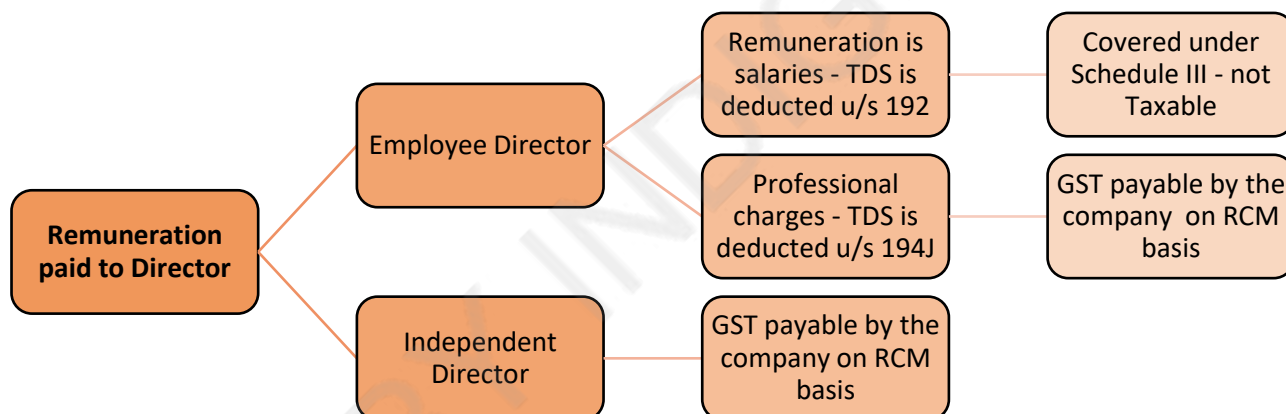 Remuneration
paid to Director
Employee Director
Remuneration is
salaries - TDS is
deducted u/s 192
Covered under
Schedule III - not
Taxable
Professional
charges - TDS is
deducted u/s 194J
GST payable by the
company on RCM
basis
Independent
Director
GST payable by the
company on RCM
basis